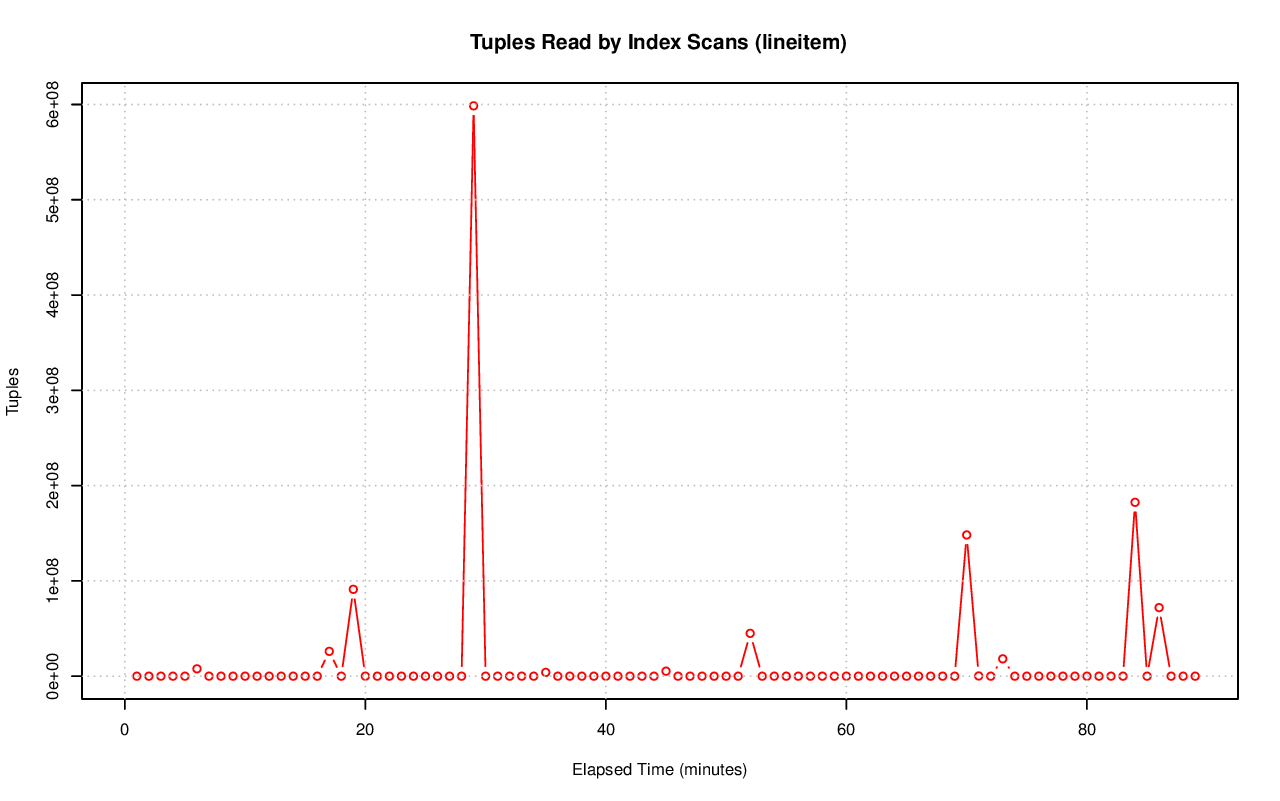 Tuples Read by Index Scans (lineitem)
6e+08
5e+08
4e+08
3e+08
2e+08
1e+08
0e+00
Tuples
0 20 40 60 80
Elapsed Time (minutes)